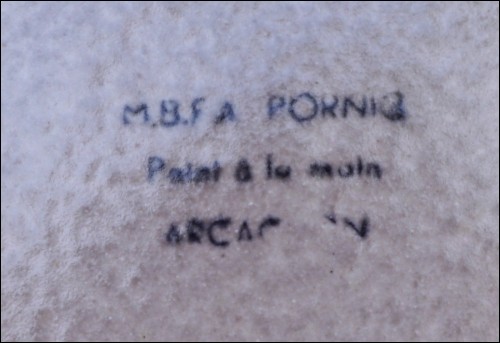 M.B.F.A PORNIC
Peint à la main